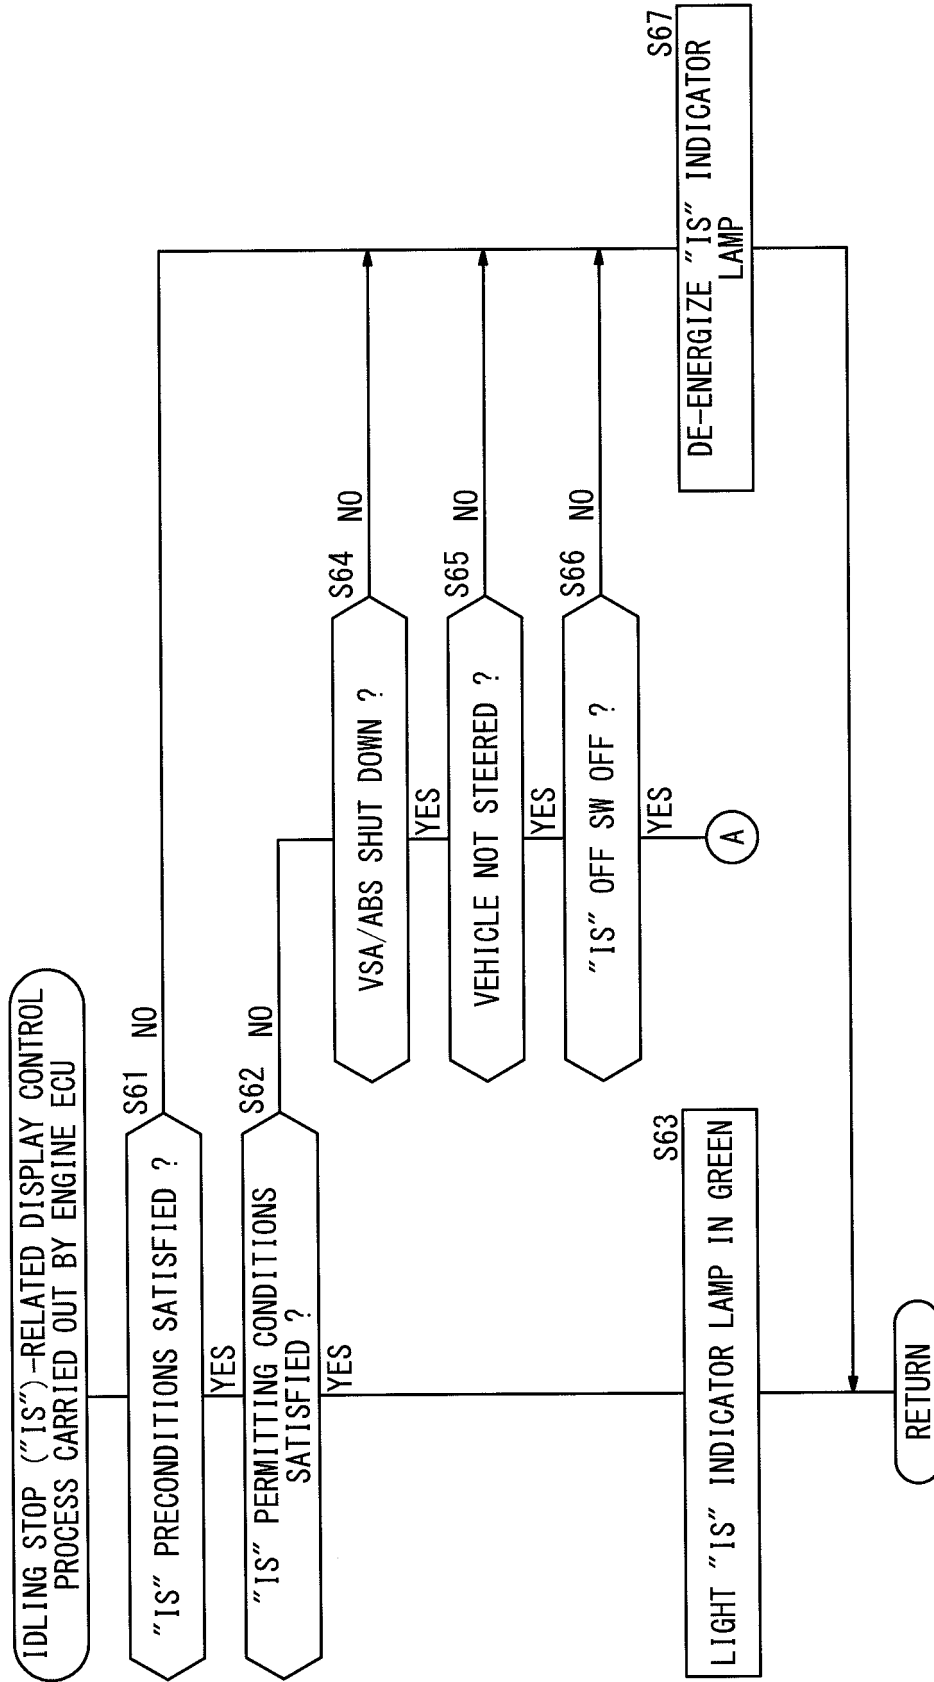 IDLING STOP ("IS")-RELATED DISPLAY CONTROL
PROCESS CARRIED OUT BY ENGINE ECU
S61 NO
"IS" PRECONDITIONS SATISFIED ?
YES
S62 NO
"IS" PERMITTING CONDITIONS
SATISFIED ?
YES
S64 NO
VSA/ABS SHUT DOWN ?
YES
S65 NO
VEHICLE NOT STEERED ?
YES
S66 NO
"IS" OFF SW OFF ?
YES
A
S63
LIGHT "IS" INDICATOR LAMP IN GREEN
S67
DE-ENERGIZE "IS" INDICATOR
LAMP
RETURN